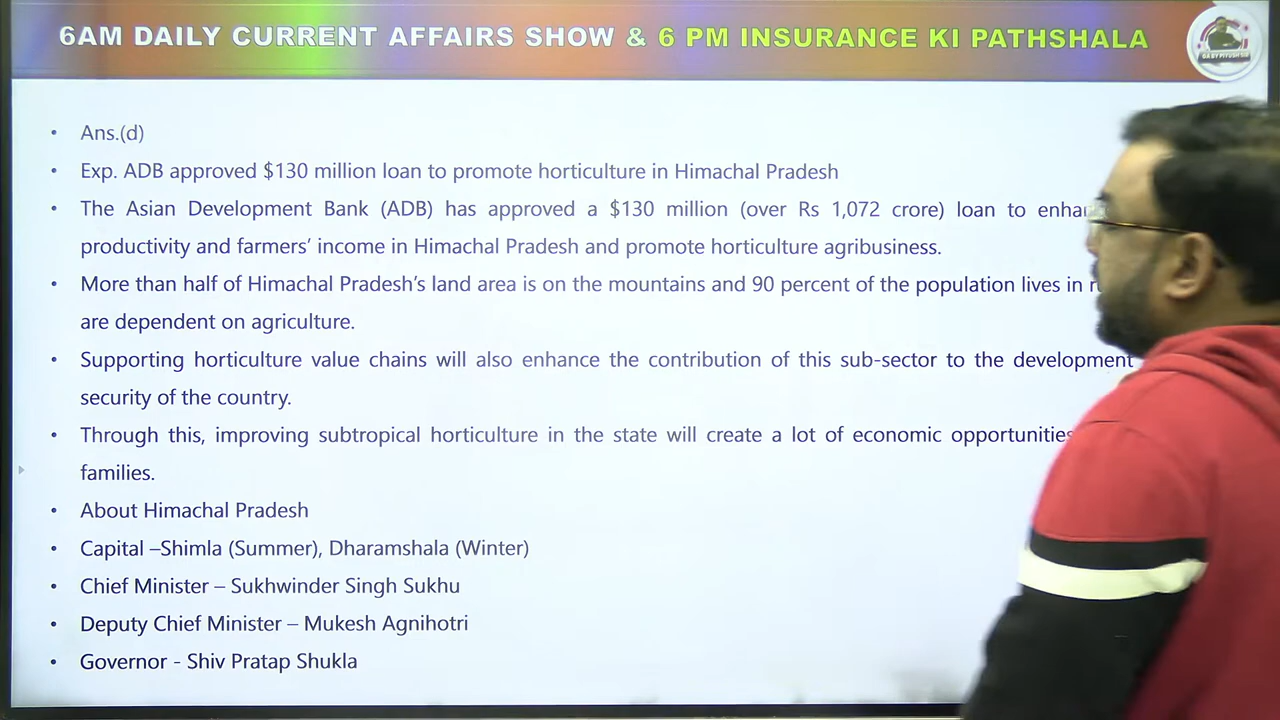 6AM DAILY CURRENT AFFAIRS SHOW & 6 PM INSURANCE KI PATHSHALA
• Ans.(d)
• Exp. ADB approved $130 million loan to promote horticulture in Himachal Pradesh
• The Asian Development Bank (ADB) has approved a $130 million (over Rs 1,072 crore) loan to
productivity and farmers' income in Himachal Pradesh and promote horticulture agribusiness.
• More than half of Himachal Pradesh's land area is on the mountains and 90 percent of the population lives in
are dependent on agriculture.
• Supporting horticulture value chains will also enhance the contribution of this sub-sector to the development
security of the country.
• Through this, improving subtropical horticulture in the state will create a lot of economic opportunities
families.
• About Himachal Pradesh
• Capital –Shimla (Summer), Dharamshala (Winter)
• Chief Minister – Sukhwinder Singh Sukhu
• Deputy Chief Minister – Mukesh Agnihotri
• Governor - Shiv Pratap Shukla